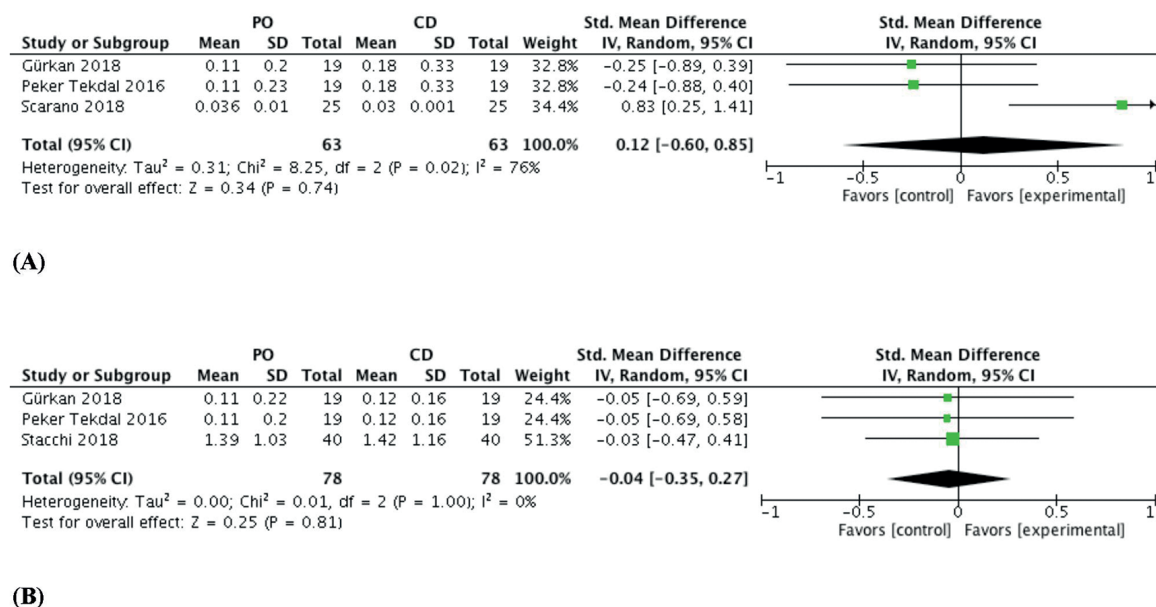 PO CD Std. Mean Difference Std. Mean Difference
Study or Subgroup Mean SD Total Mean SD Total Weight IV, Random, 95% CI IV, Random, 95% CI
Gürkan 2018 0.11 0.2 19 0.18 0.33 19 32.8% −0.25 [−0.89, 0.39]
Peker Tekdal 2016 0.11 0.23 19 0.18 0.33 19 32.8% −0.24 [−0.88, 0.40]
Scarano 2018 0.036 0.01 25 0.03 0.001 25 34.4% 0.83 [0.25, 1.41]
Total (95% CI) 63 63 100.0% 0.12 [−0.60, 0.85]
Heterogeneity: Tau² = 0.31; Chi² = 8.25, df = 2 (P = 0.02); I² = 76%
Test for overall effect: Z = 0.34 (P = 0.74)
−1 −0.5 0 0.5 1
Favors [control] Favors [experimental]
(A)
PO CD Std. Mean Difference Std. Mean Difference
Study or Subgroup Mean SD Total Mean SD Total Weight IV, Random, 95% CI IV, Random, 95% CI
Gürkan 2018 0.11 0.22 19 0.12 0.16 19 24.4% −0.05 [−0.69, 0.59]
Peker Tekdal 2016 0.11 0.2 19 0.12 0.16 19 24.4% −0.05 [−0.69, 0.58]
Stacchi 2018 1.39 1.03 40 1.42 1.16 40 51.3% −0.03 [−0.47, 0.41]
Total (95% CI) 78 78 100.0% −0.04 [−0.35, 0.27]
Heterogeneity: Tau² = 0.00; Chi² = 0.01, df = 2 (P = 1.00); I² = 0%
Test for overall effect: Z = 0.25 (P = 0.81)
−1 −0.5 0 0.5 1
Favors [control] Favors [experimental]
(B)